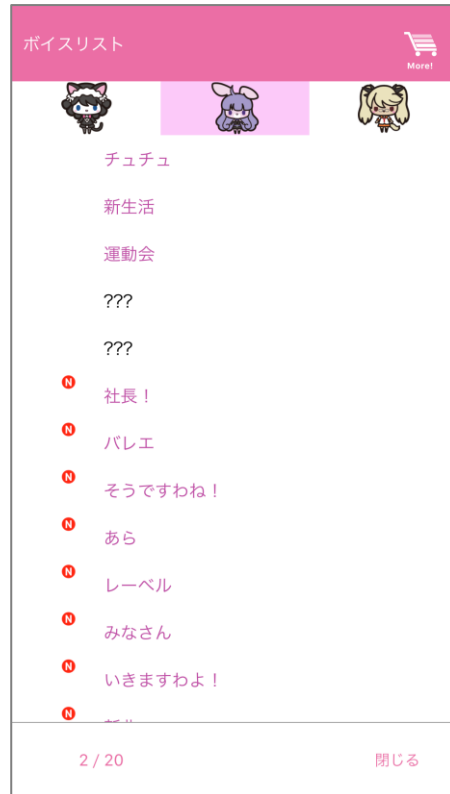 ボイスリスト
More!
チュチュ
新生活
運動会
???
???
N
社長！
N
バレエ
N
そうですわね！
N
あら
N
レーベル
N
みなさん
N
いきますわよ！
N
2 / 20
閉じる